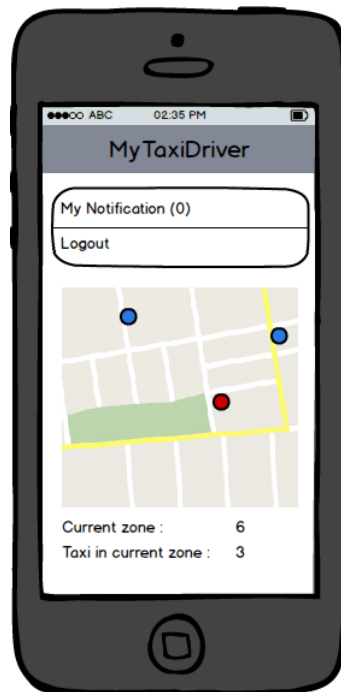 ABC 02:35 PM
MyTaxiDriver
My Notification (0)
Logout
Current zone : 6
Taxi in current zone : 3